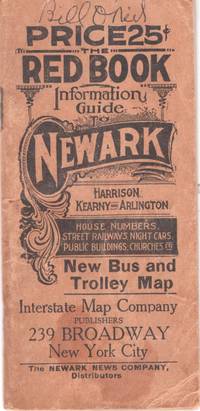 Bill O'Neil
PRICE 25¢
THE
RED BOOK
Information
Guide
TO
NEWARK
HARRISON,
KEARNY AND ARLINGTON
HOUSE NUMBERS,
STREET RAILWAYS, NIGHT CARS,
PUBLIC BUILDINGS, CHURCHES, Etc
New Bus and
Trolley Map
Interstate Map Company
PUBLISHERS
239 BROADWAY
New York City
The NEWARK NEWS COMPANY,
Distributors